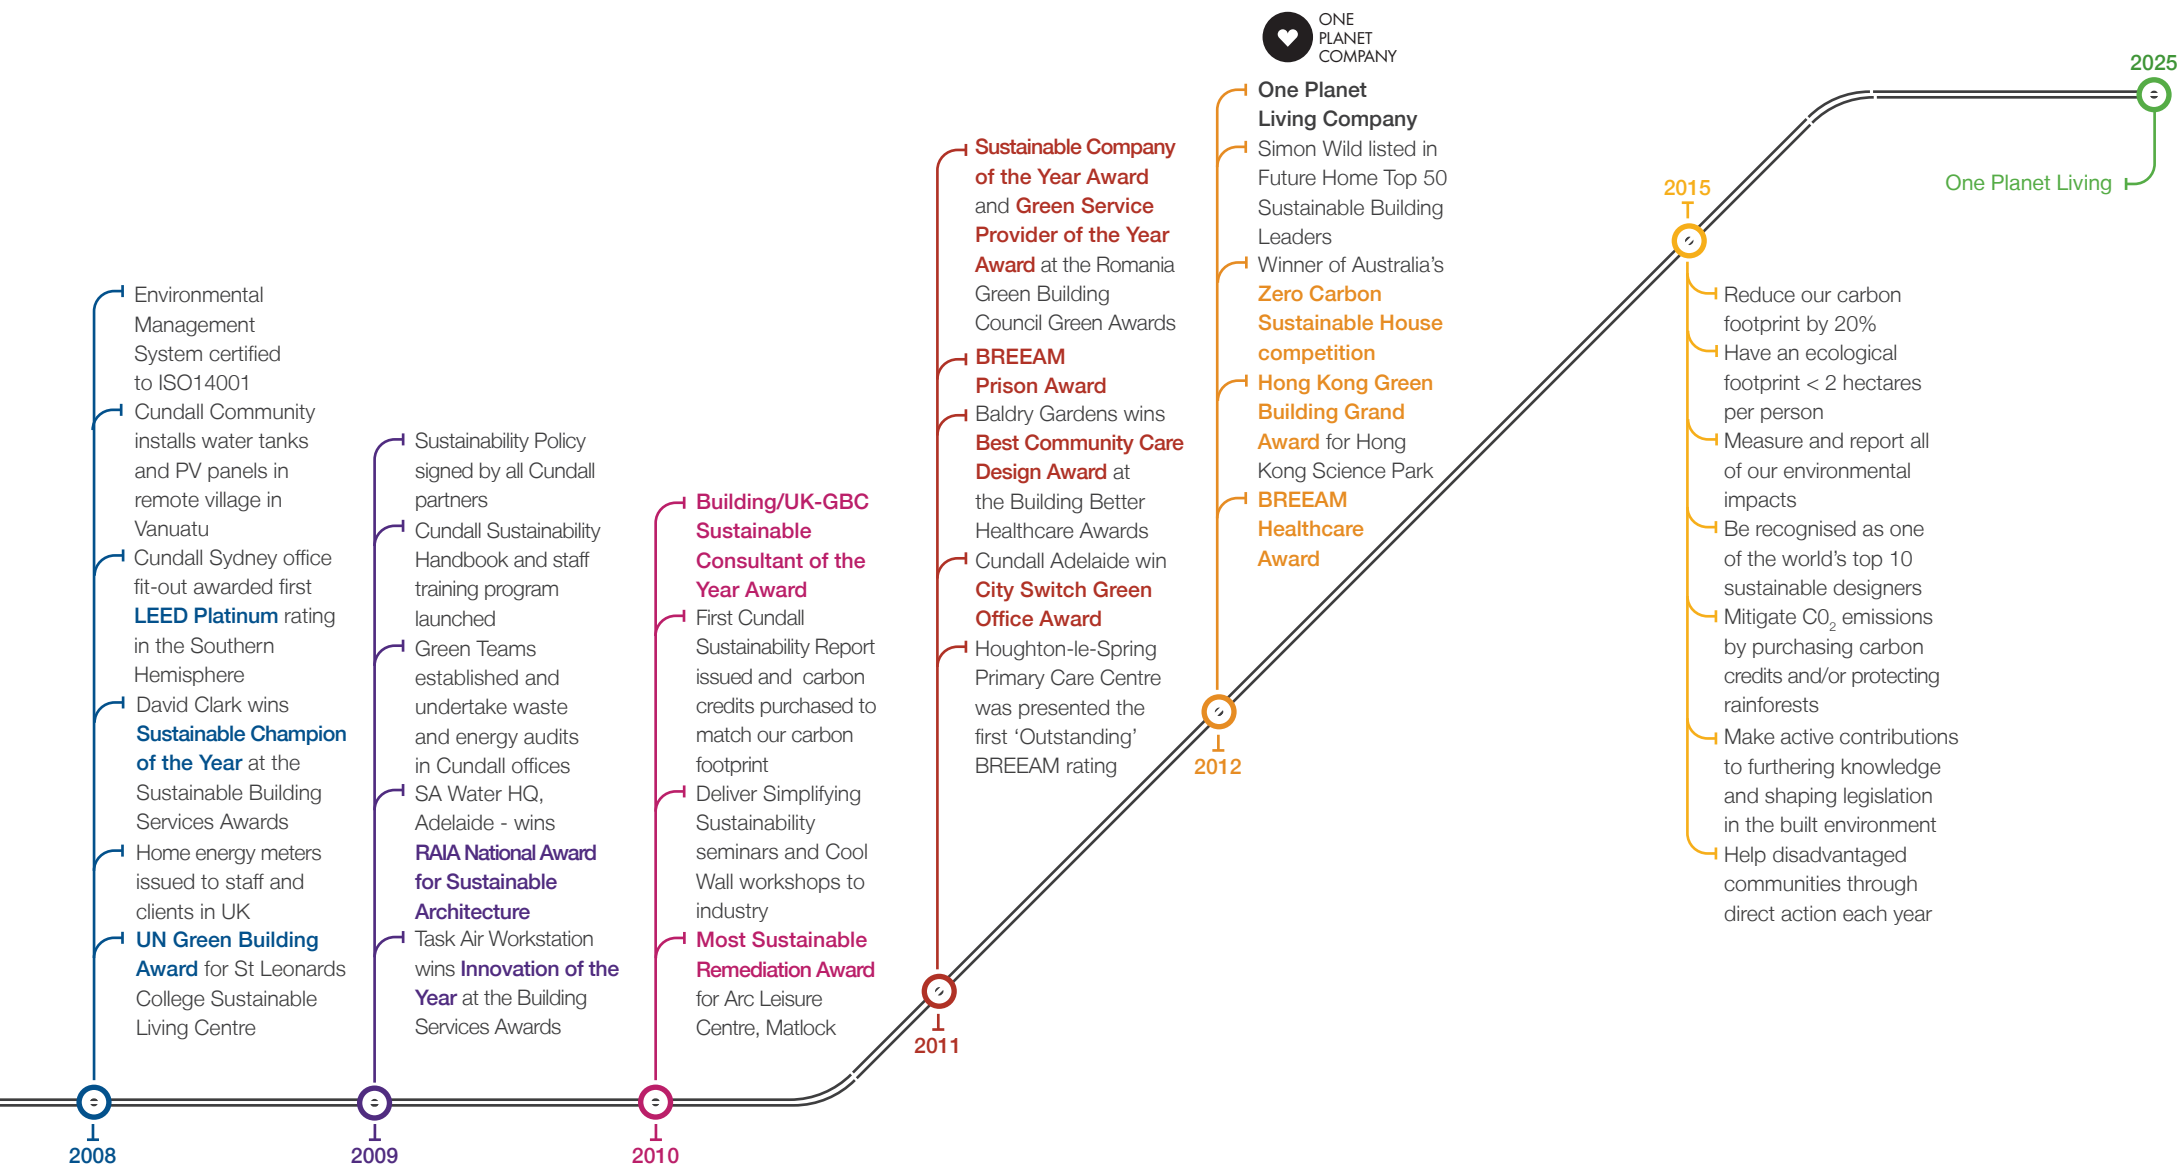 Environmental
Management
System certified
to ISO14001
Cundall Community
installs water tanks
and PV panels in
remote village in
Vanuatu
Cundall Sydney office
fit-out awarded first
LEED Platinum rating
in the Southern
Hemisphere
David Clark wins
Sustainable Champion
of the Year at the
Sustainable Building
Services Awards
Home energy meters
issued to staff and
clients in UK
UN Green Building
Award for St Leonards
College Sustainable
Living Centre
2008
Sustainability Policy
signed by all Cundall
partners
Cundall Sustainability
Handbook and staff
training program
launched
Green Teams
established and
undertake waste
and energy audits
in Cundall offices
SA Water HQ,
Adelaide - wins
RAIA National Award
for Sustainable
Architecture
Task Air Workstation
wins Innovation of the
Year at the Building
Services Awards
2009
Building/UK-GBC
Sustainable
Consultant of the
Year Award
First Cundall
Sustainability Report
issued and  carbon
credits purchased to
match our carbon
footprint
Deliver Simplifying
Sustainability
seminars and Cool
Wall workshops to
industry
Most Sustainable
Remediation Award
for Arc Leisure
Centre, Matlock
2010
Sustainable Company
of the Year Award
and Green Service
Provider of the Year
Award at the Romania
Green Building
Council Green Awards
BREEAM
Prison Award
Baldry Gardens wins
Best Community Care
Design Award at
the Building Better
Healthcare Awards
Cundall Adelaide win
City Switch Green
Office Award
Houghton-le-Spring
Primary Care Centre
was presented the
first ‘Outstanding’
BREEAM rating
2011
ONE
PLANET
COMPANY
One Planet
Living Company
Simon Wild listed in
Future Home Top 50
Sustainable Building
Leaders
Winner of Australia’s
Zero Carbon
Sustainable House
competition
Hong Kong Green
Building Grand
Award for Hong
Kong Science Park
BREEAM
Healthcare
Award
2012
2015
Reduce our carbon
footprint by 20%
Have an ecological
footprint < 2 hectares
per person
Measure and report all
of our environmental
impacts
Be recognised as one
of the world’s top 10
sustainable designers
Mitigate C0₂ emissions
by purchasing carbon
credits and/or protecting
rainforests
Make active contributions
to furthering knowledge
and shaping legislation
in the built environment
Help disadvantaged
communities through
direct action each year
2025
One Planet Living